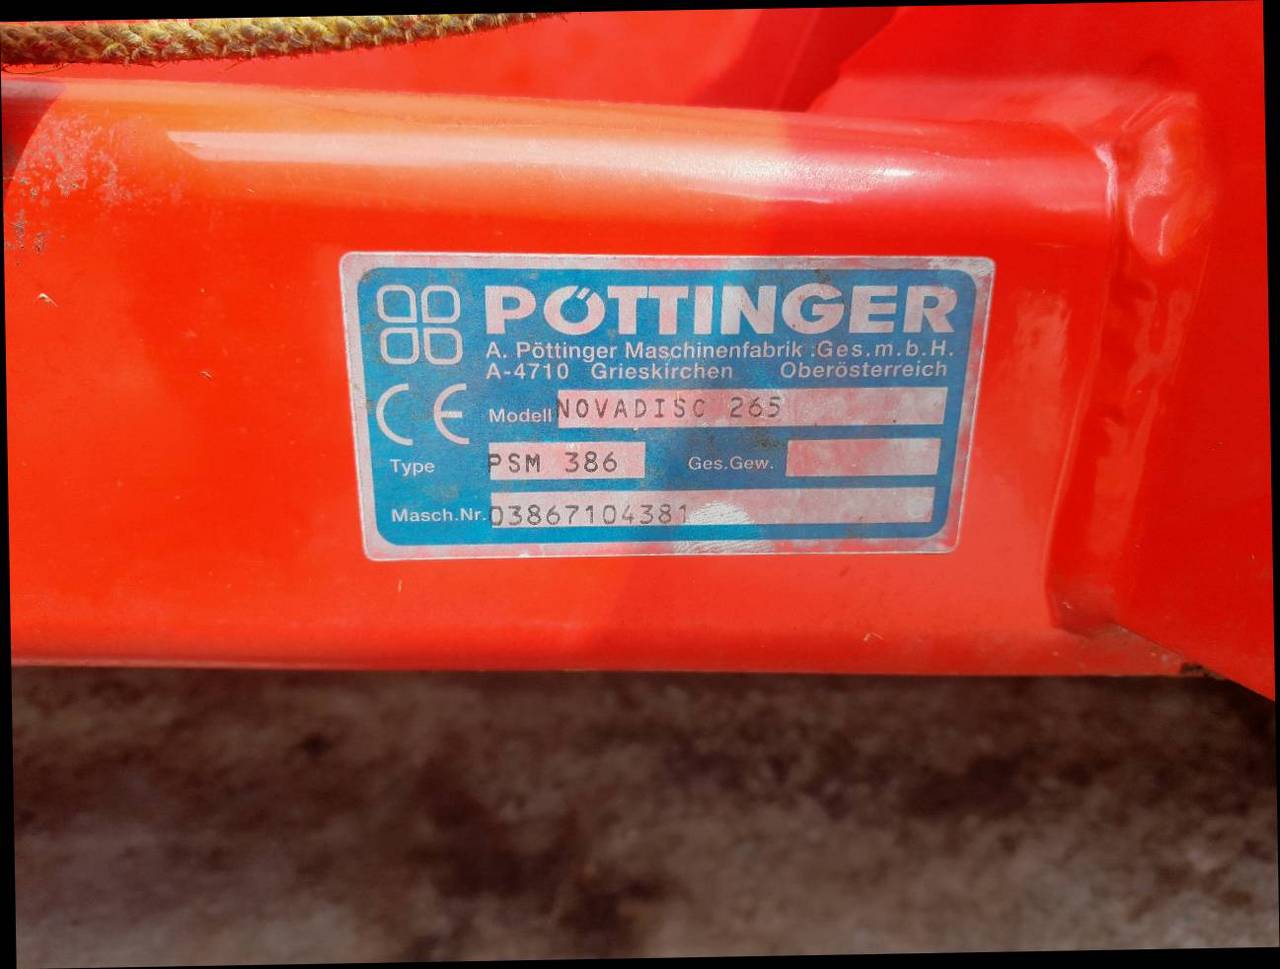 PÖTTINGER
A. Pöttinger Maschinenfabrik .Ges.m.b.H.
A-4710 Grieskirchen Oberösterreich
CE Modell NOVADISC 265
Type PSM 386 Ges.Gew.
Masch.Nr. 03867104381